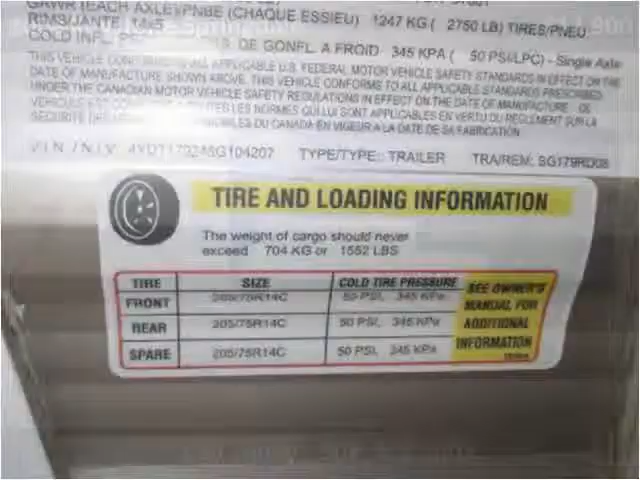 GAWR (EACH AXLE)/PNBE (CHAQUE ESSIEU) 1247 KG ( 2750 LB) TIRES/PNEU
RIMS/JANTE 14x5
COLD INFL. DE GONFL. A FROID 345 KPA ( 50 PSI/LPC) - Single Axle
THIS VEHICLE ALL APPLICABLE U.S. FEDERAL MOTOR VEHICLE SAFETY STANDARDS IN EFFECT ON THE
DATE OF MANUFACTURE SHOWN ABOVE. THIS VEHICLE CONFORMS TO ALL APPLICABLE STANDARDS PRESCRIBED
UNDER THE CANADIAN MOTOR VEHICLE SAFETY REGULATIONS IN EFFECT ON THE DATE OF MANUFACTURE
VEHICULE EST LES NORMES QUI LUI SONT APPLICABLES EN VERTU DU REGLEMENT SUR LA
SECURITE DU CANADA EN VIGEUR A LA DATE DE SA FABRICATION
V.I.N. / N.I.V. TYPE/TYPE: TRAILER TRA/REM:
TIRE AND LOADING INFORMATION
The weight of cargo should never
exceed 704 KG or 1552 LBS
TIRE SIZE COLD TIRE PRESSURE SEE OWNER'S
FRONT 205/75R14C 50 PSI, 345 KPa MANUAL FOR
REAR 205/75R14C 50 PSI, 345 KPa ADDITIONAL
SPARE 205/75R14C 50 PSI, 345 KPa INFORMATION